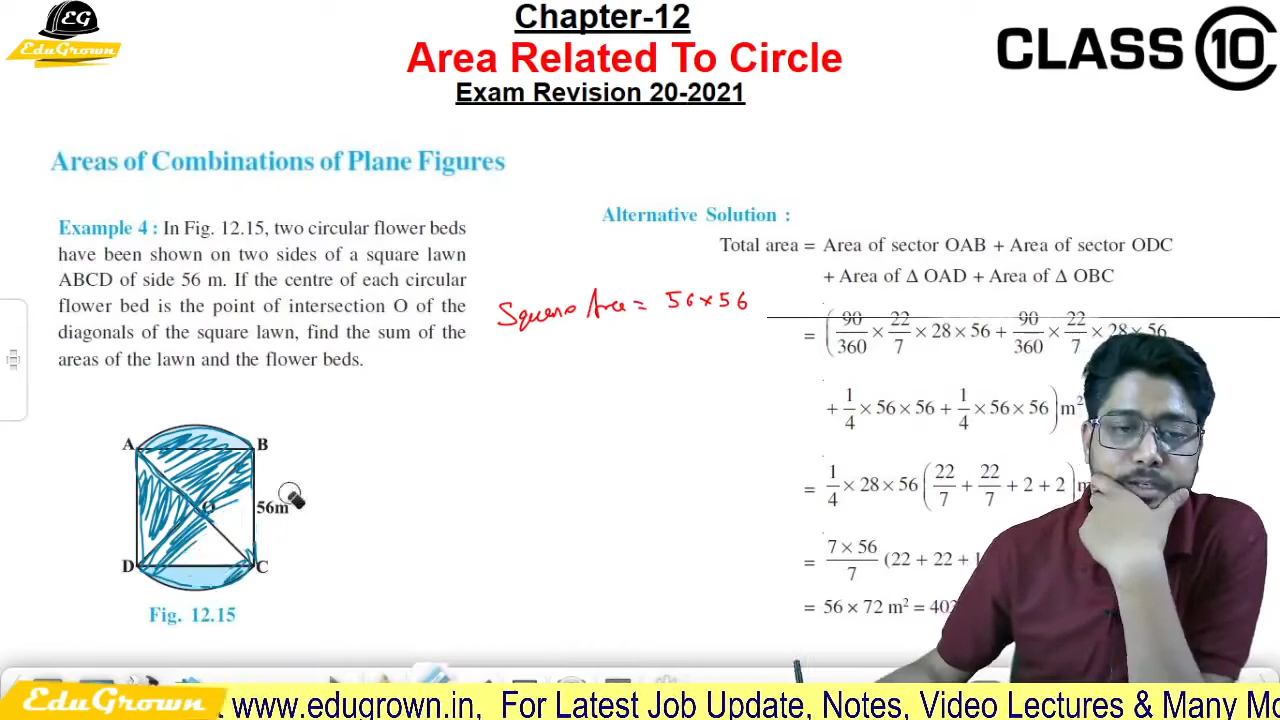 EG
EduGrown
Chapter-12
Area Related To Circle
Exam Revision 20-2021
CLASS 10
Areas of Combinations of Plane Figures
Example 4 : In Fig. 12.15, two circular flower beds
have been shown on two sides of a square lawn
ABCD of side 56 m. If the centre of each circular
flower bed is the point of intersection O of the
diagonals of the square lawn, find the sum of the
areas of the lawn and the flower beds.
A B
O
56m
D C
Fig. 12.15
Square Area = 56×56
Alternative Solution :
Total area = Area of sector OAB + Area of sector ODC
+ Area of Δ OAD + Area of Δ OBC
= (90/360 × 22/7 × 28 × 56 + 90/360 × 22/7 × 28 × 56
+ 1/4 × 56 × 56 + 1/4 × 56 × 56) m²
= 1/4 × 28 × 56 (22/7 + 22/7 + 2 + 2) m
= 7 × 56/7 (22 + 22 + 1
= 56 × 72 m² = 403
EduGrown
www.edugrown.in, For Latest Job Update, Notes, Video Lectures & Many Mo